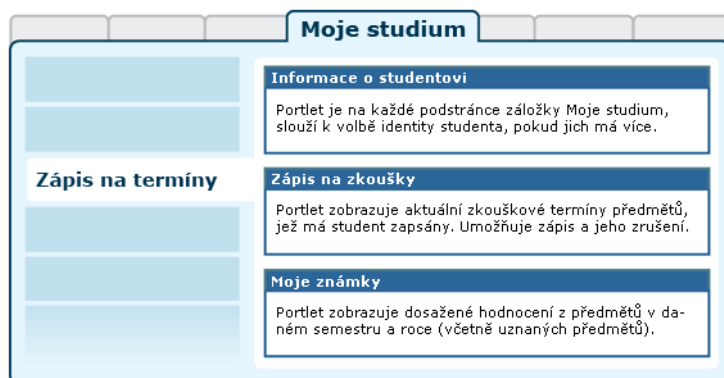 Moje studium
Informace o studentovi
Portlet je na každé podstránce záložky Moje studium,
slouží k volbě identity studenta, pokud jich má více.
Zápis na termíny
Zápis na zkoušky
Portlet zobrazuje aktuální zkouškové termíny předmětů,
jež má student zapsány. Umožňuje zápis a jeho zrušení.
Moje známky
Portlet zobrazuje dosažené hodnocení z předmětů v da-
ném semestru a roce (včetně uznaných předmětů).